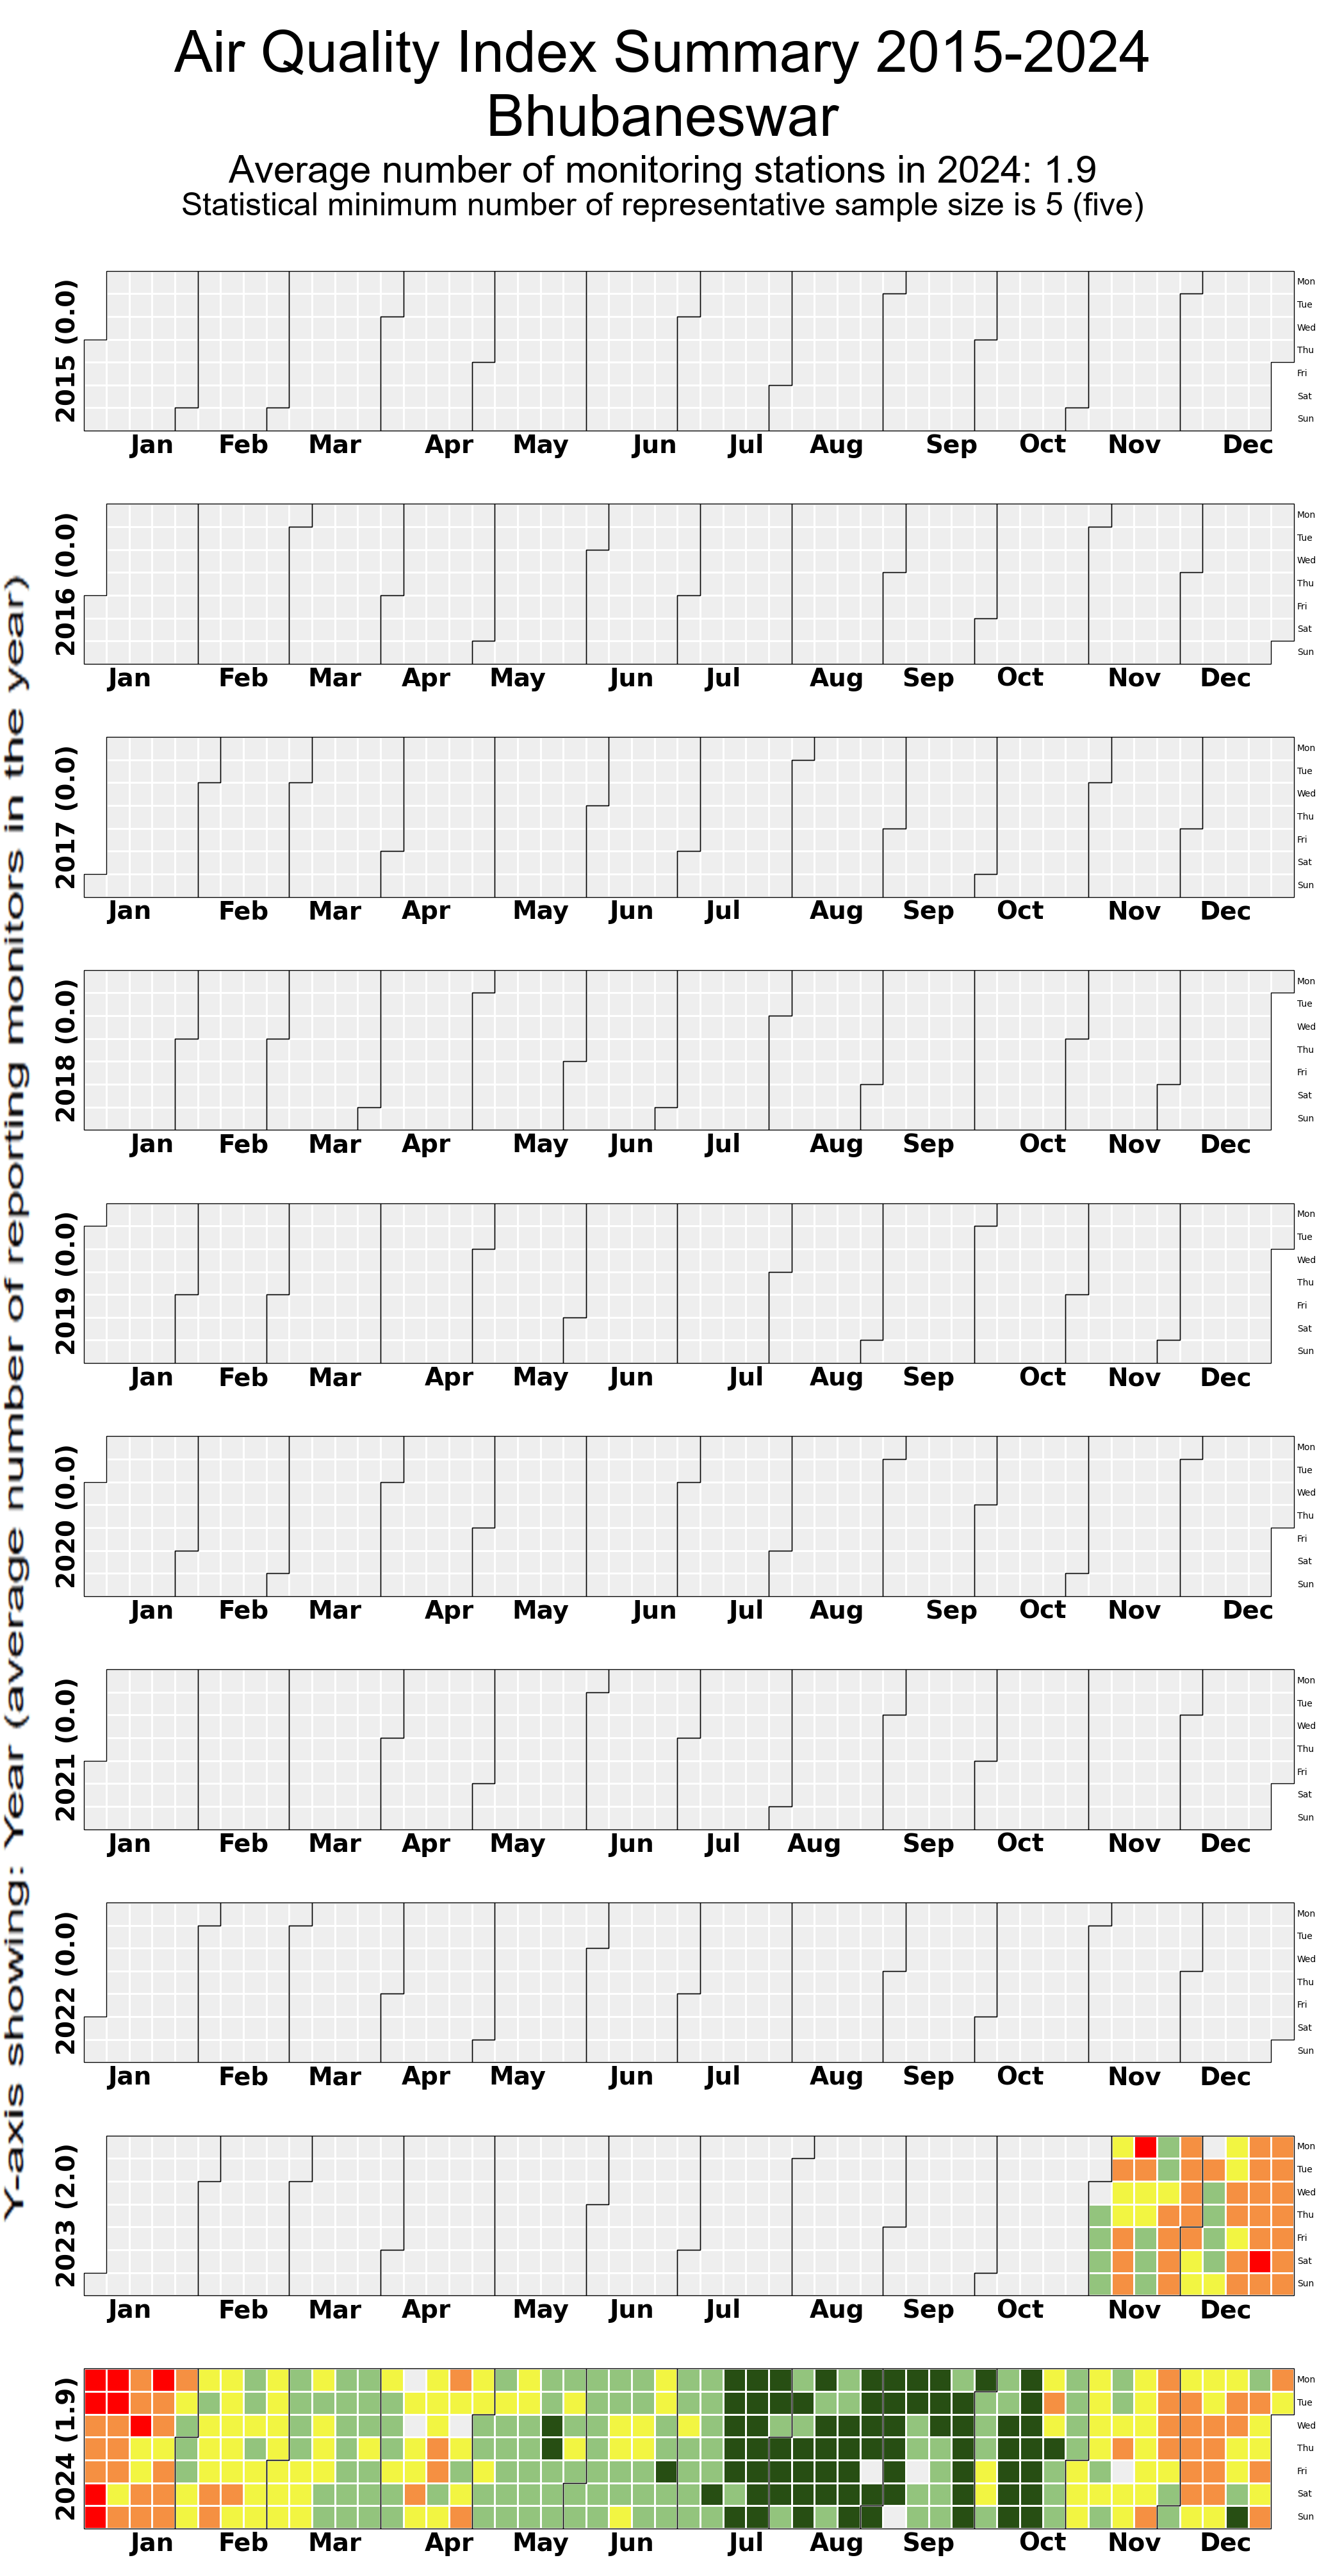 Air Quality Index Summary 2015-2024
Bhubaneswar
Average number of monitoring stations in 2024: 1.9
Statistical minimum number of representative sample size is 5 (five)
Y-axis showing: Year (average number of reporting monitors in the year)
2015 (0.0)
Mon
Tue
Wed
Thu
Fri
Sat
Sun
Jan Feb Mar Apr May Jun Jul Aug Sep Oct Nov Dec
2016 (0.0)
Mon
Tue
Wed
Thu
Fri
Sat
Sun
Jan Feb Mar Apr May Jun Jul Aug Sep Oct Nov Dec
2017 (0.0)
Mon
Tue
Wed
Thu
Fri
Sat
Sun
Jan Feb Mar Apr May Jun Jul Aug Sep Oct Nov Dec
2018 (0.0)
Mon
Tue
Wed
Thu
Fri
Sat
Sun
Jan Feb Mar Apr May Jun Jul Aug Sep Oct Nov Dec
2019 (0.0)
Mon
Tue
Wed
Thu
Fri
Sat
Sun
Jan Feb Mar Apr May Jun Jul Aug Sep Oct Nov Dec
2020 (0.0)
Mon
Tue
Wed
Thu
Fri
Sat
Sun
Jan Feb Mar Apr May Jun Jul Aug Sep Oct Nov Dec
2021 (0.0)
Mon
Tue
Wed
Thu
Fri
Sat
Sun
Jan Feb Mar Apr May Jun Jul Aug Sep Oct Nov Dec
2022 (0.0)
Mon
Tue
Wed
Thu
Fri
Sat
Sun
Jan Feb Mar Apr May Jun Jul Aug Sep Oct Nov Dec
2023 (2.0)
Mon
Tue
Wed
Thu
Fri
Sat
Sun
Jan Feb Mar Apr May Jun Jul Aug Sep Oct Nov Dec
2024 (1.9)
Mon
Tue
Wed
Thu
Fri
Sat
Sun
Jan Feb Mar Apr May Jun Jul Aug Sep Oct Nov Dec